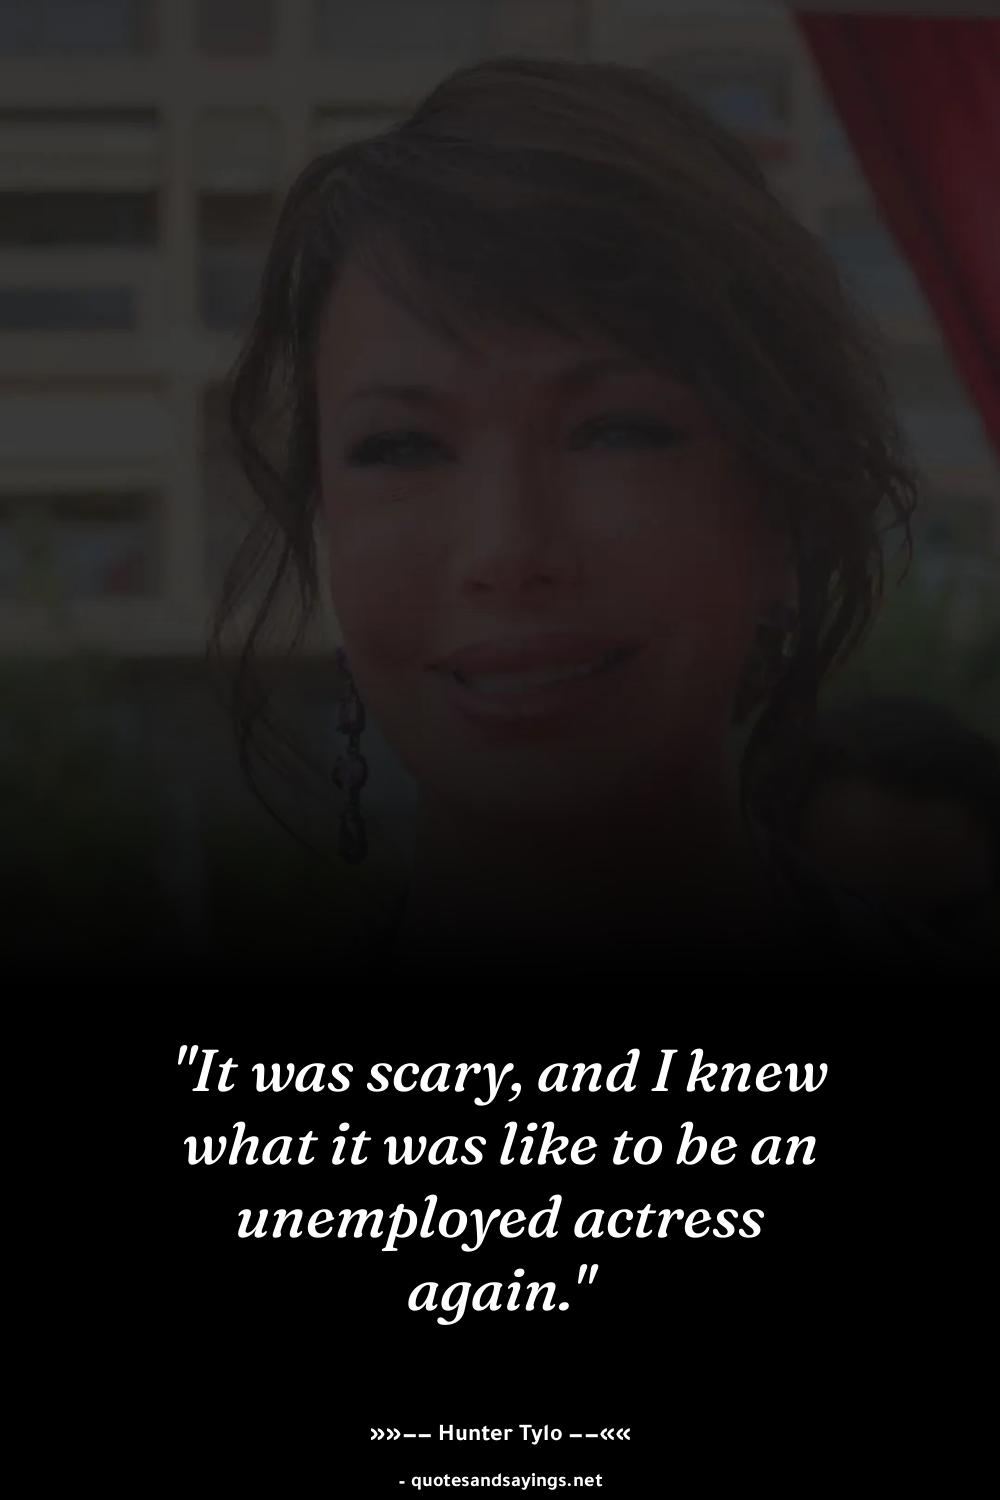 "It was scary, and I knew
what it was like to be an
unemployed actress
again."
»»–– Hunter Tylo ––««
- quotesandsayings.net